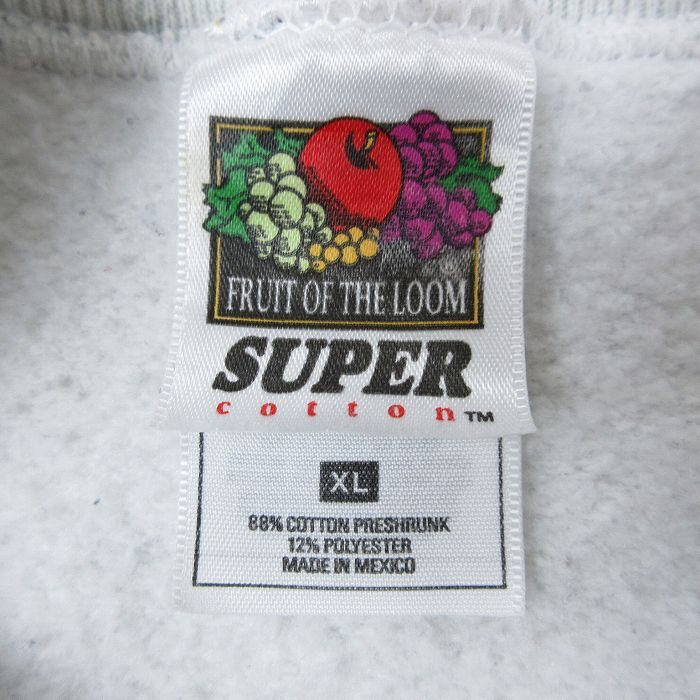 FRUIT OF THE LOOM
SUPER
cotton™
XL
88% COTTON PRESHRUNK
12% POLYESTER
MADE IN MEXICO